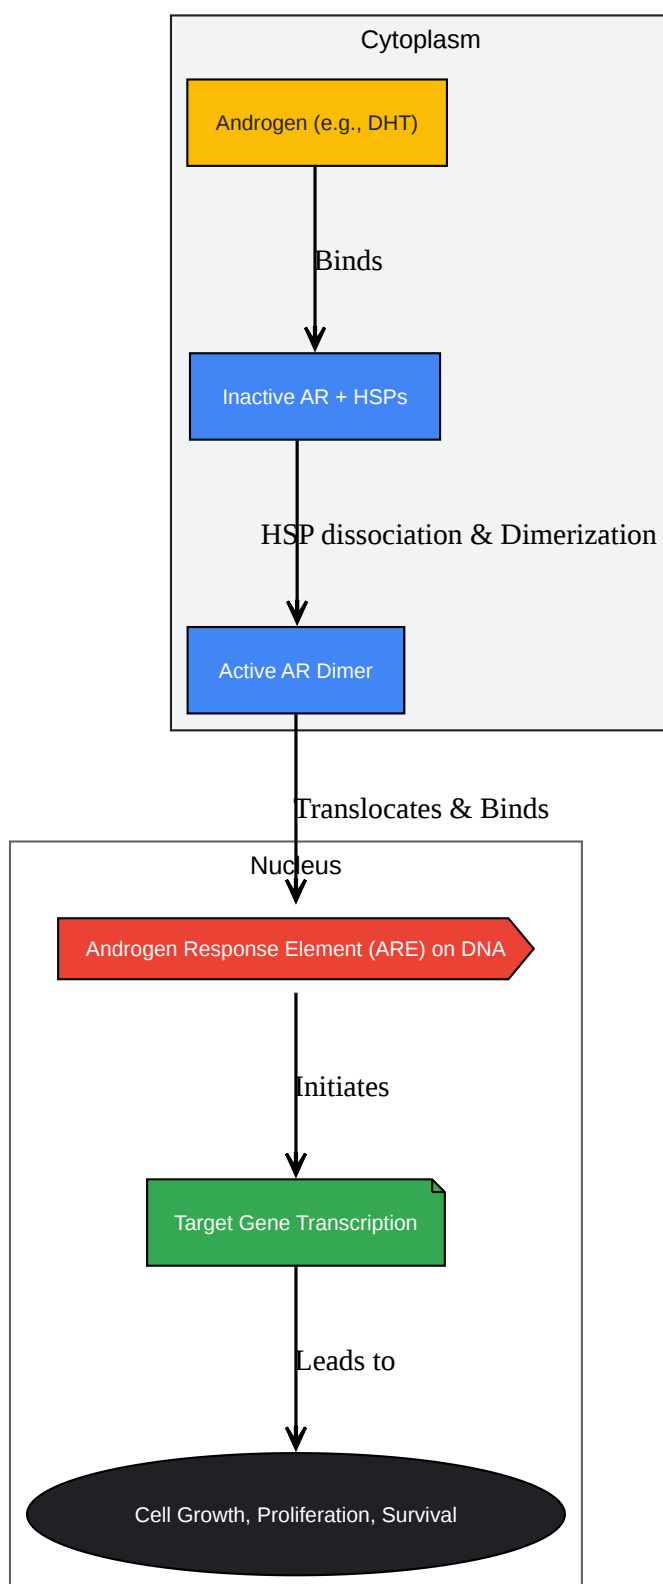 Cytoplasm
Androgen (e.g., DHT)
Binds
Inactive AR + HSPs
HSP dissociation & Dimerization
Active AR Dimer
Translocates & Binds
Nucleus
Androgen Response Element (ARE) on DNA
Initiates
Target Gene Transcription
Leads to
Cell Growth, Proliferation, Survival